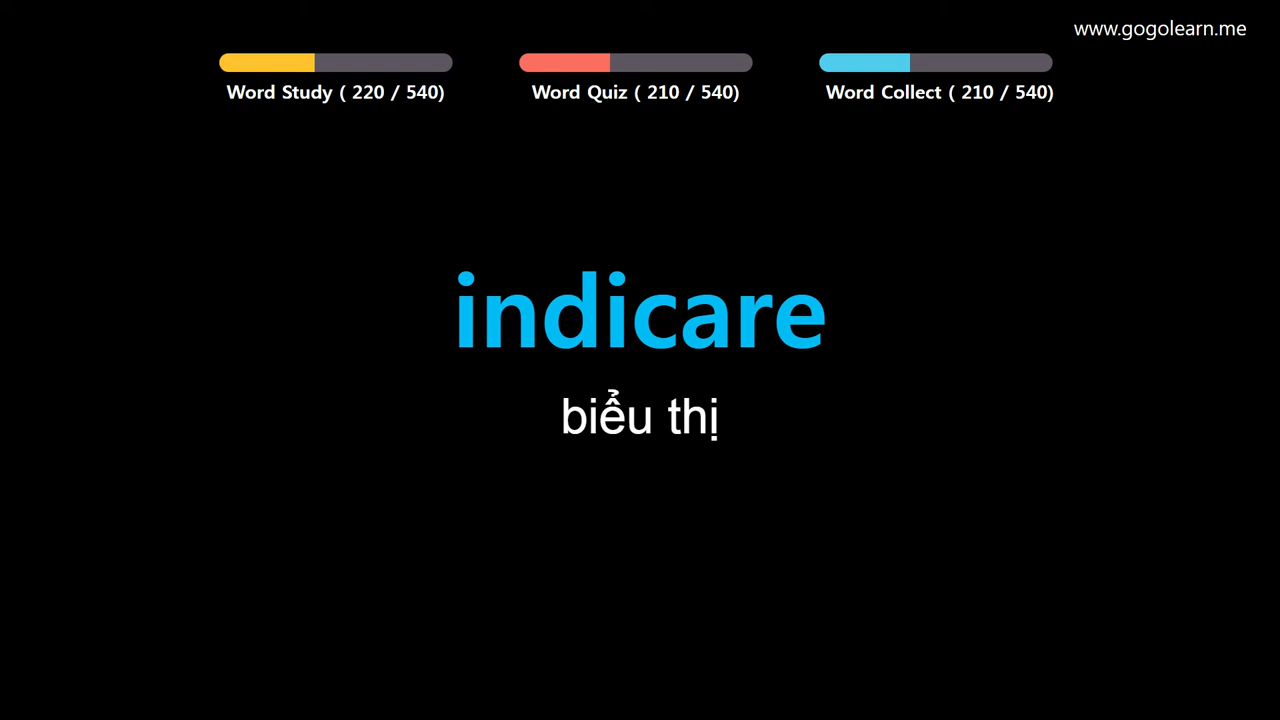 www.gogolearn.me
Word Study ( 220 / 540)
Word Quiz ( 210 / 540)
Word Collect ( 210 / 540)
indicare
biểu thị